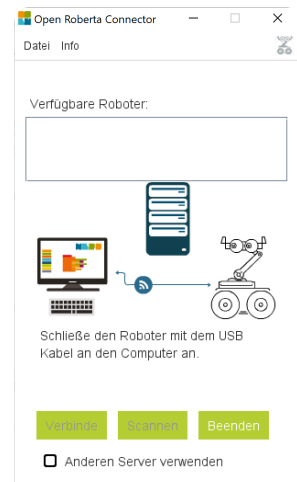 Open Roberta Connector
Datei Info
Verfügbare Roboter:
Schließe den Roboter mit dem USB
Kabel an den Computer an.
Verbinde Scannen Beenden
Anderen Server verwenden